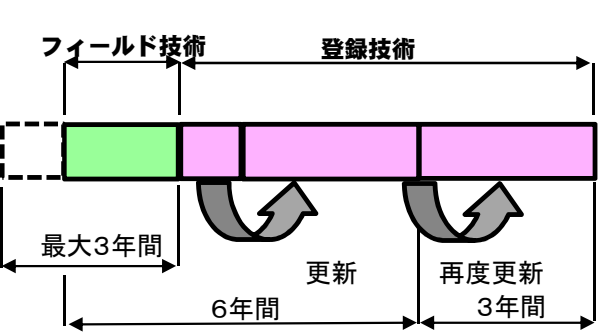 フィールド技術
登録技術
最大3年間
更新
再度更新
6年間
3年間